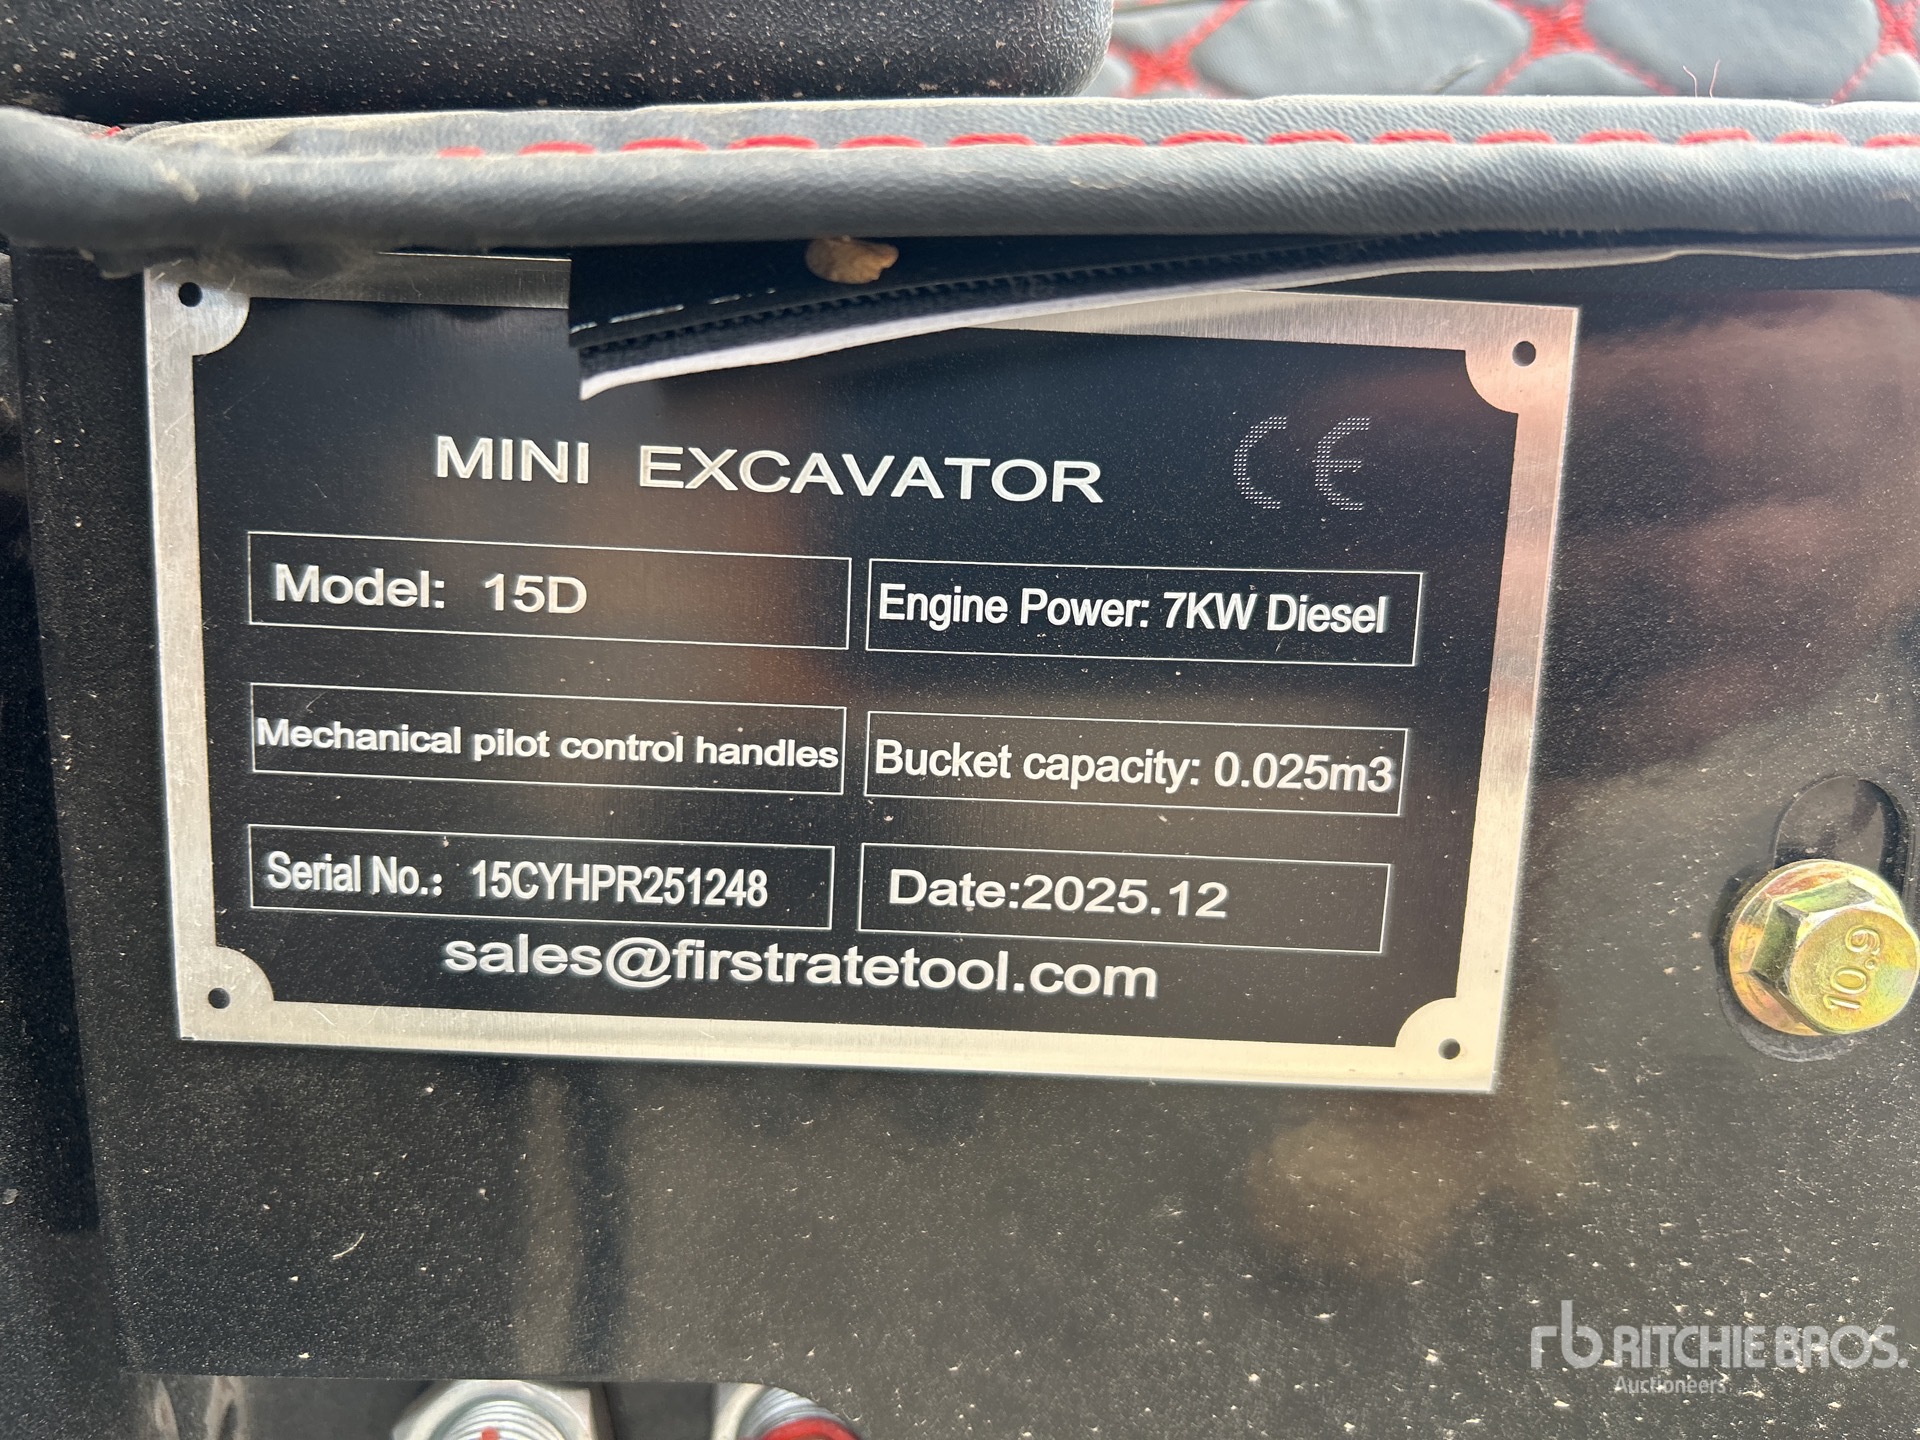 MINI EXCAVATOR CE
Model: 15D
Engine Power: 7KW Diesel
Mechanical pilot control handles
Bucket capacity: 0.025m3
Serial No.: 15CYHPR251248
Date:2025.12
sales@firstratetool.com
10.9
rb RITCHIE BROS.
Auctioneers